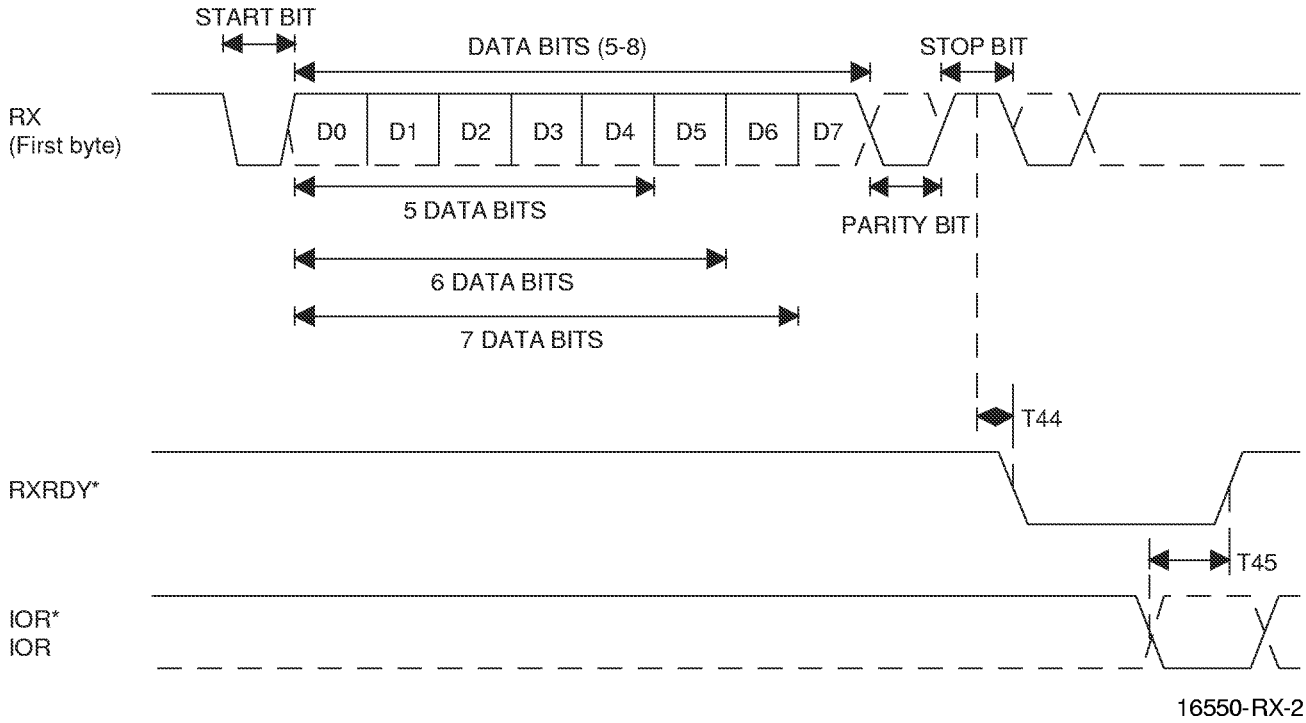 START BIT
DATA BITS (5-8)
STOP BIT
RX
(First byte)
D0 D1 D2 D3 D4 D5 D6 D7
5 DATA BITS
PARITY BIT
6 DATA BITS
7 DATA BITS
T44
RXRDY*
T45
IOR*
IOR
16550-RX-2